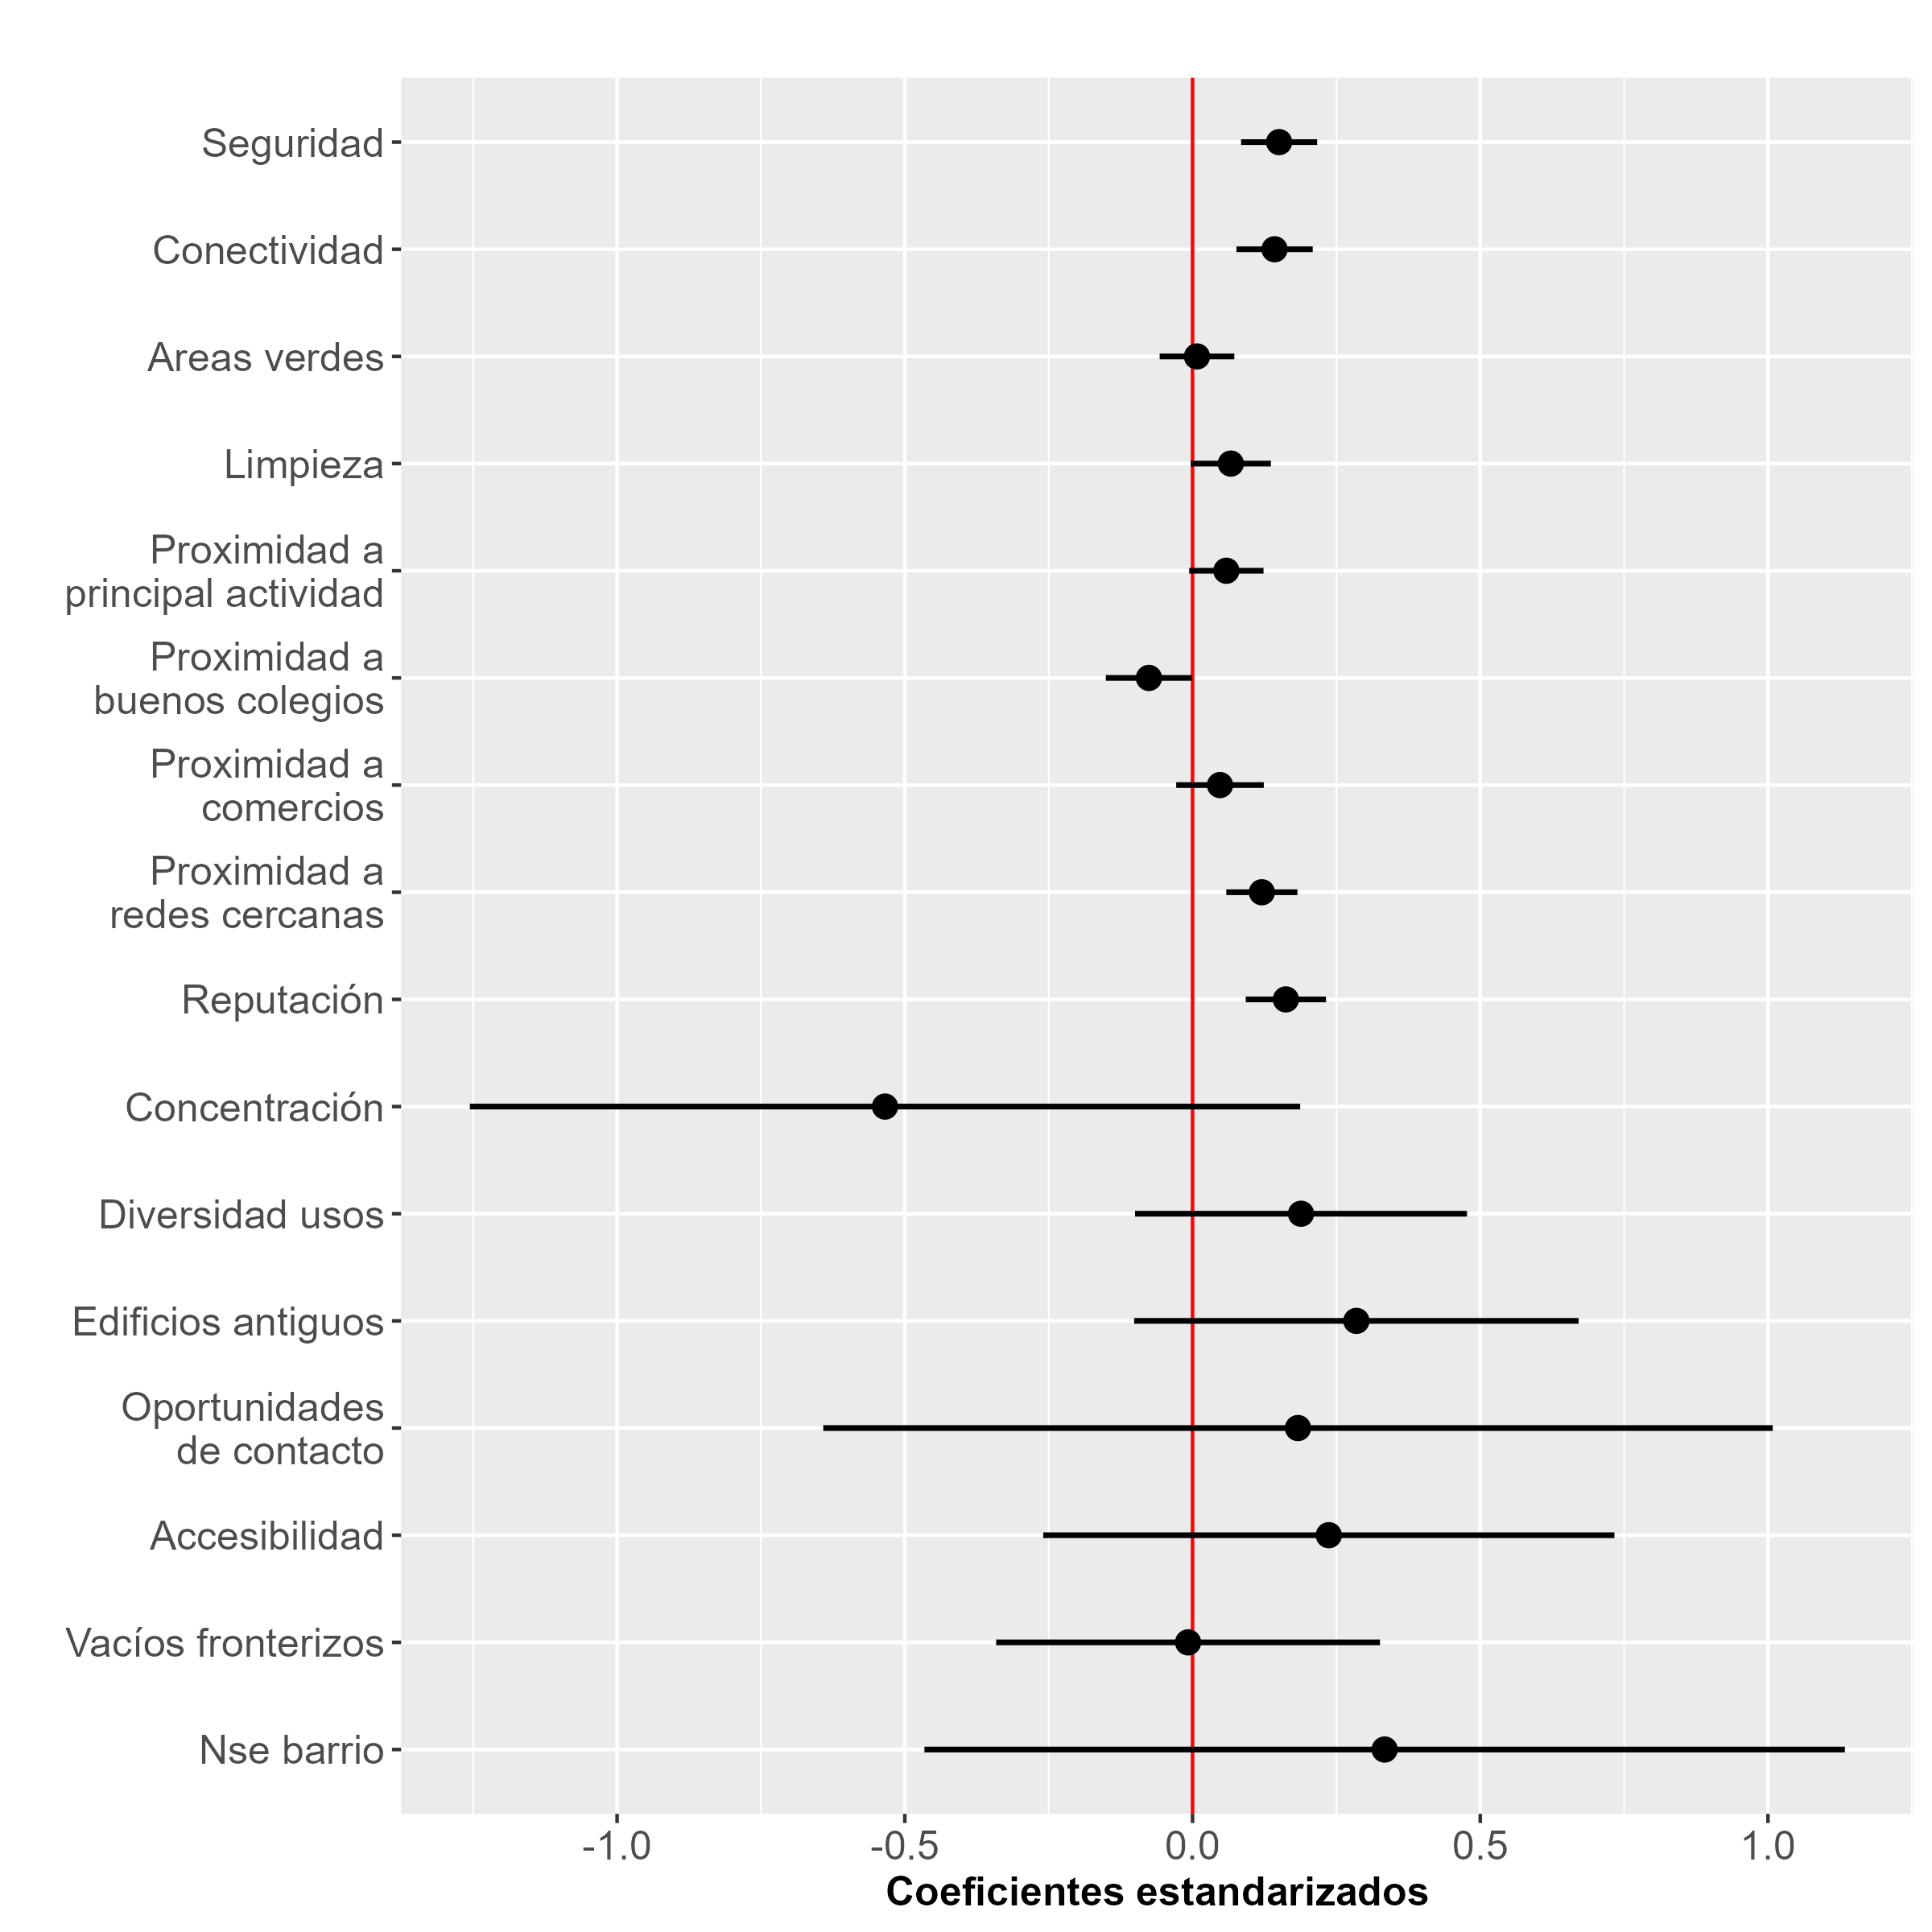 Seguridad
Conectividad
Areas verdes
Limpieza
Proximidad a
principal actividad
Proximidad a
buenos colegios
Proximidad a
comercios
Proximidad a
redes cercanas
Reputación
Concentración
Diversidad usos
Edificios antiguos
Oportunidades
de contacto
Accesibilidad
Vacíos fronterizos
Nse barrio
-1.0 -0.5 0.0 0.5 1.0
Coeficientes estandarizados